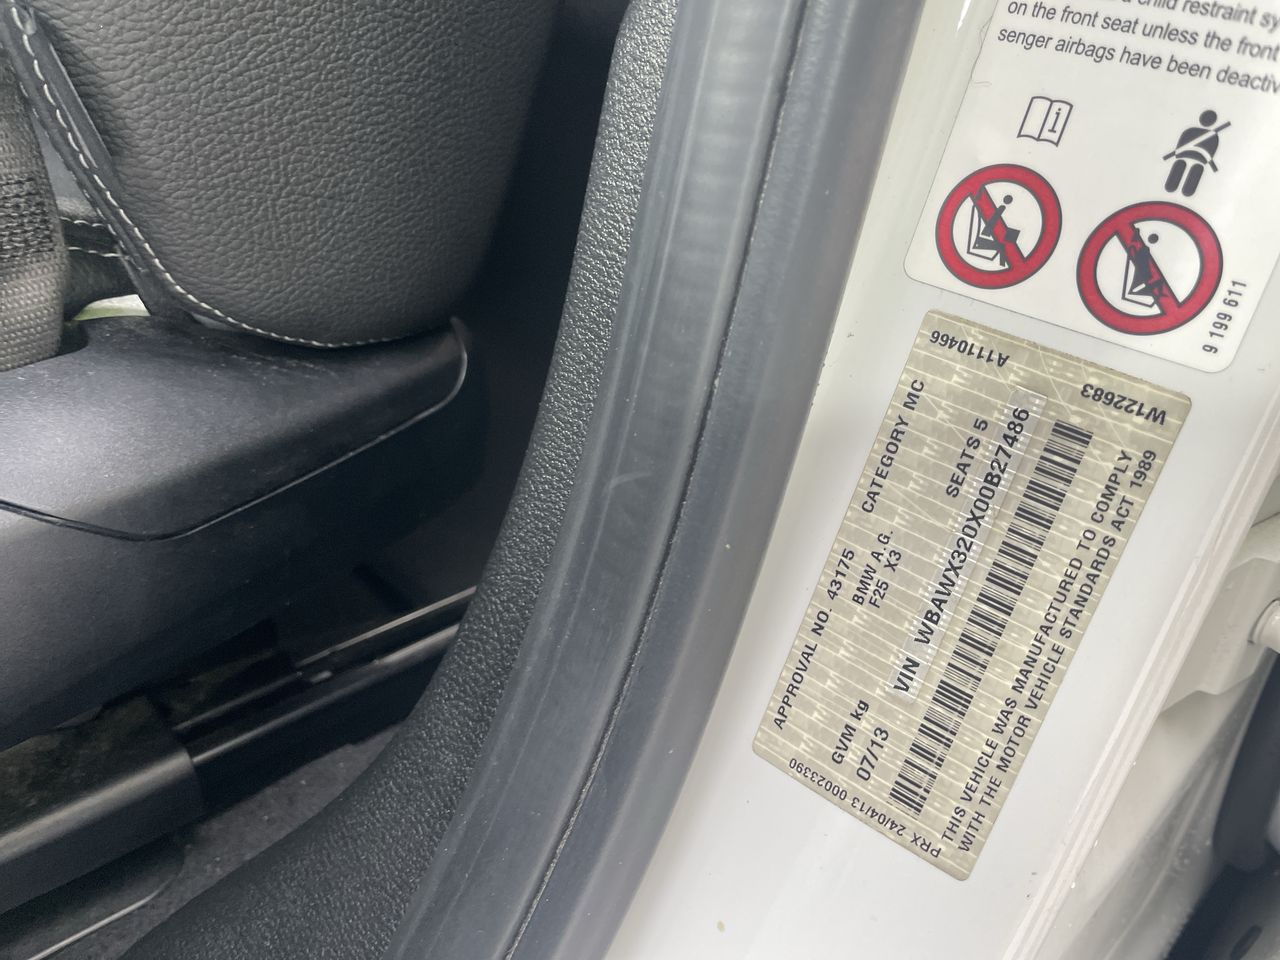 child restraint sy
on the front seat unless the front
senger airbags have been deactiv
9 199 611
A1110466
W122683
APPROVAL NO. 43175 CATEGORY MC
BMW A.G.
F25 X3 SEATS 5
GVM kg
07/13 VIN WBAWX320X00B27486
THIS VEHICLE WAS MANUFACTURED TO COMPLY
WITH THE MOTOR VEHICLE STANDARDS ACT 1989
PRX 24/04/13 00023390